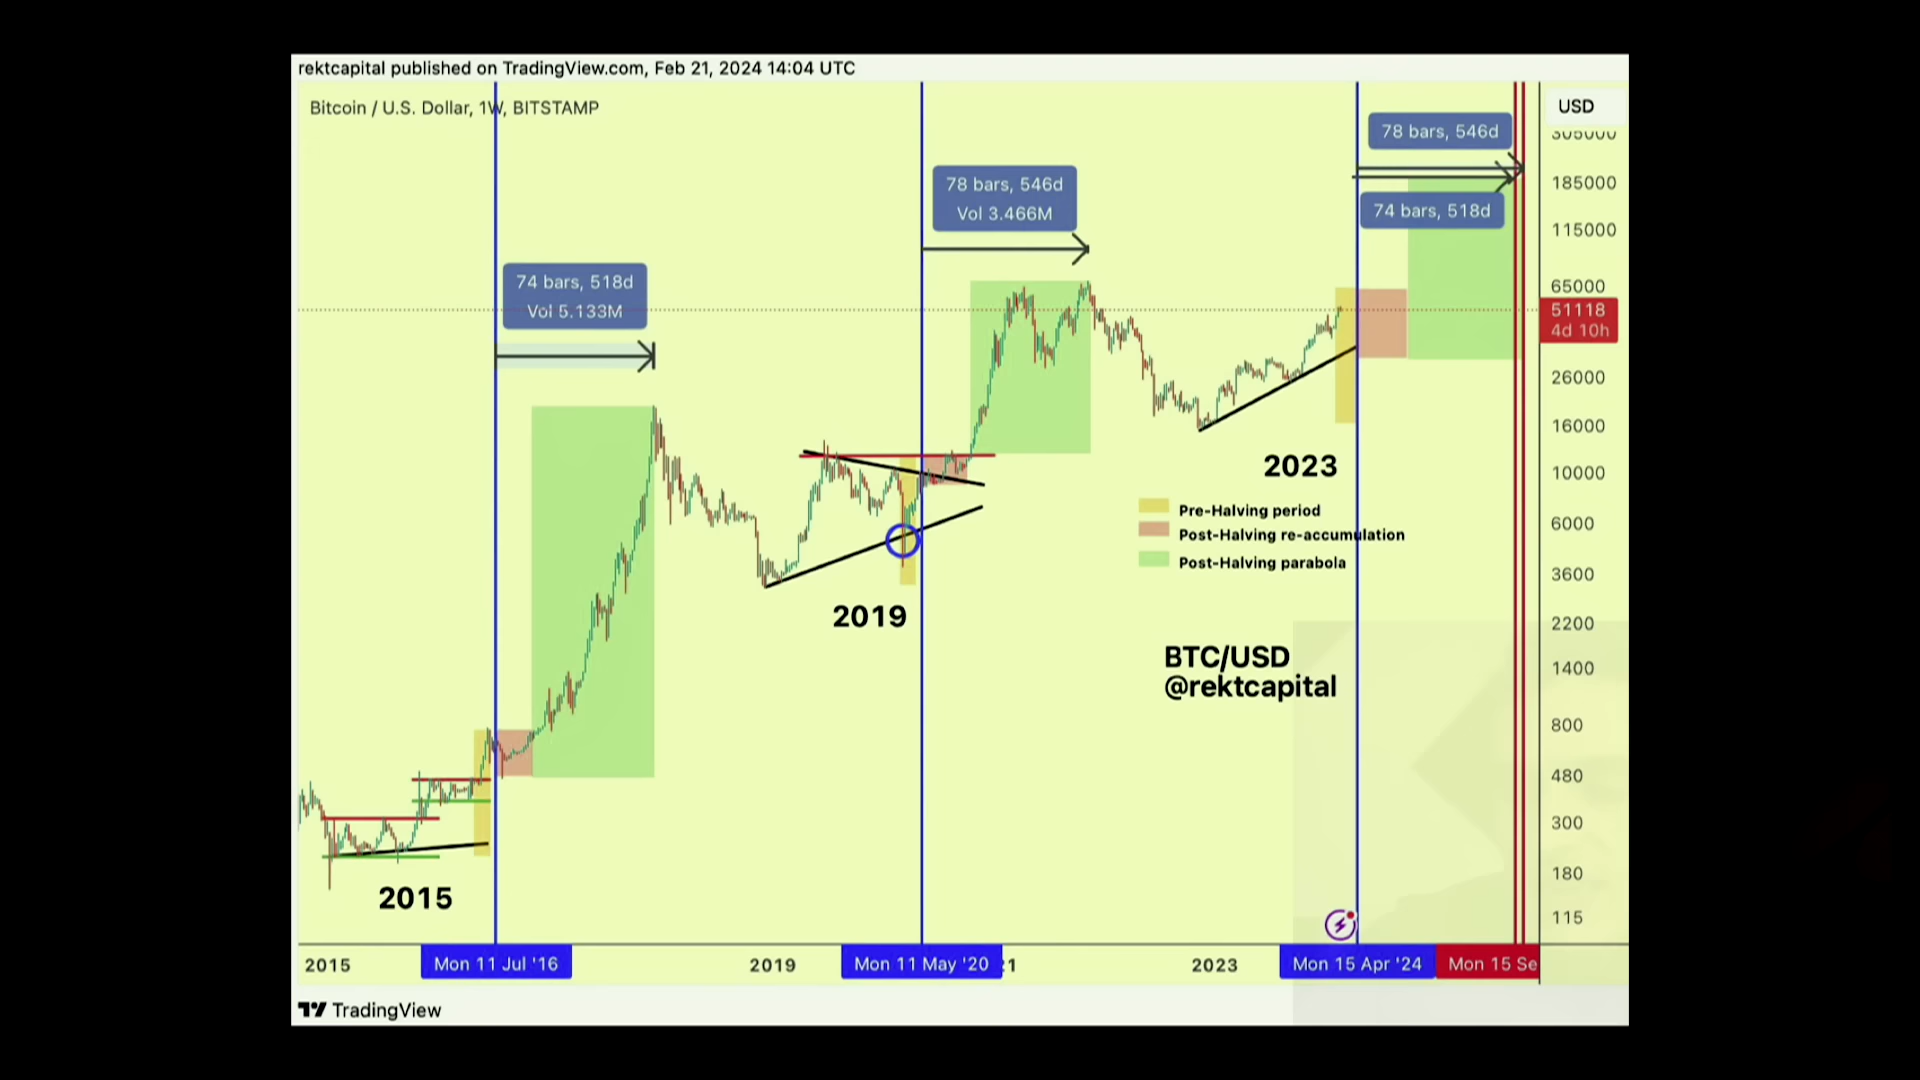 rektcapital published on TradingView.com, Feb 21, 2024 14:04 UTC
Bitcoin / U.S. Dollar, 1W, BITSTAMP
USD
305000
185000
115000
65000
51118
4d 10h
26000
16000
10000
6000
3600
2200
1400
800
480
300
180
115
78 bars, 546d
74 bars, 518d
78 bars, 546d
Vol 3.466M
74 bars, 518d
Vol 5.133M
2023
Pre-Halving period
Post-Halving re-accumulation
Post-Halving parabola
2019
BTC/USD
@rektcapital
2015
2015
Mon 11 Jul '16
2019
Mon 11 May '20
2023
Mon 15 Apr '24
Mon 15 Se
TradingView